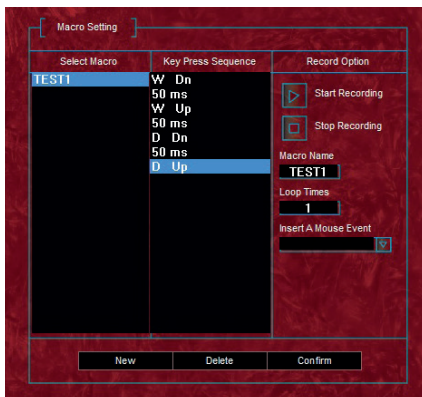 Macro Setting
Select Macro
Key Press Sequence
Record Option
TEST1
W Dn
50 ms
W Up
50 ms
D Dn
50 ms
D Up
Start Recording
Stop Recording
Macro Name
TEST1
Loop Times
1
Insert A Mouse Event
New
Delete
Confirm